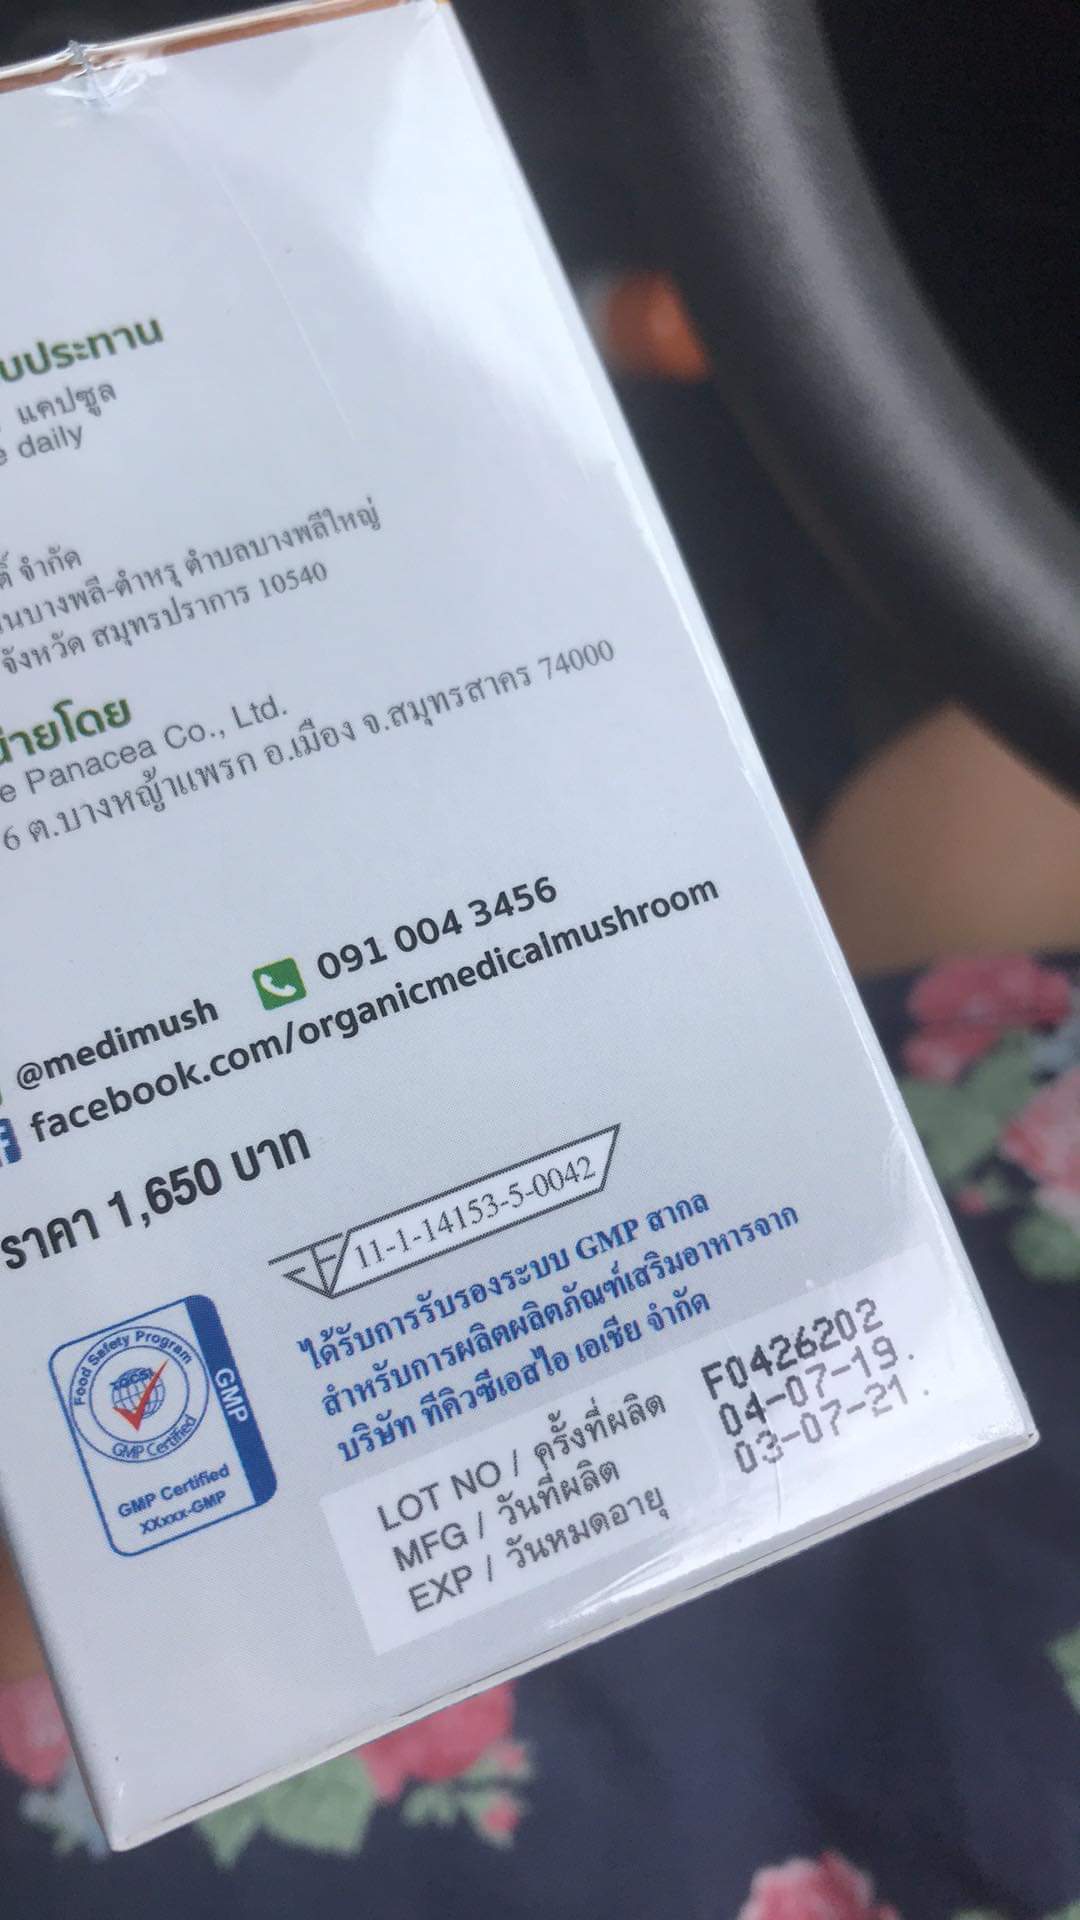 บประทาน
แคปซูล
daily
จำกัด
นบางพลี-ตำหรุ ตำบลบางพลีใหญ่
จังหวัด สมุทรปราการ 10540
น่ายโดย
e Panacea Co., Ltd.
6 ต.บางหญ้าแพรก อ.เมือง จ.สมุทรสาคร 74000
@medimush 091 004 3456
facebook.com/organicmedicalmushroom
ราคา 1,650 บาท
11-1-14153-5-0042
ได้รับการรับรองระบบ GMP สากล
สำหรับการผลิตผลิตภัณฑ์เสริมอาหารจาก
บริษัท ทีคิวซีเอสไอ เอเชีย จำกัด
Food Safety Program
TQCSI
GMP Certified
GMP
GMP Certified
XXxxx-GMP
LOT NO / ครั้งที่ผลิต F0426202
MFG / วันที่ผลิต 04-07-19.
EXP / วันหมดอายุ 03-07-21.